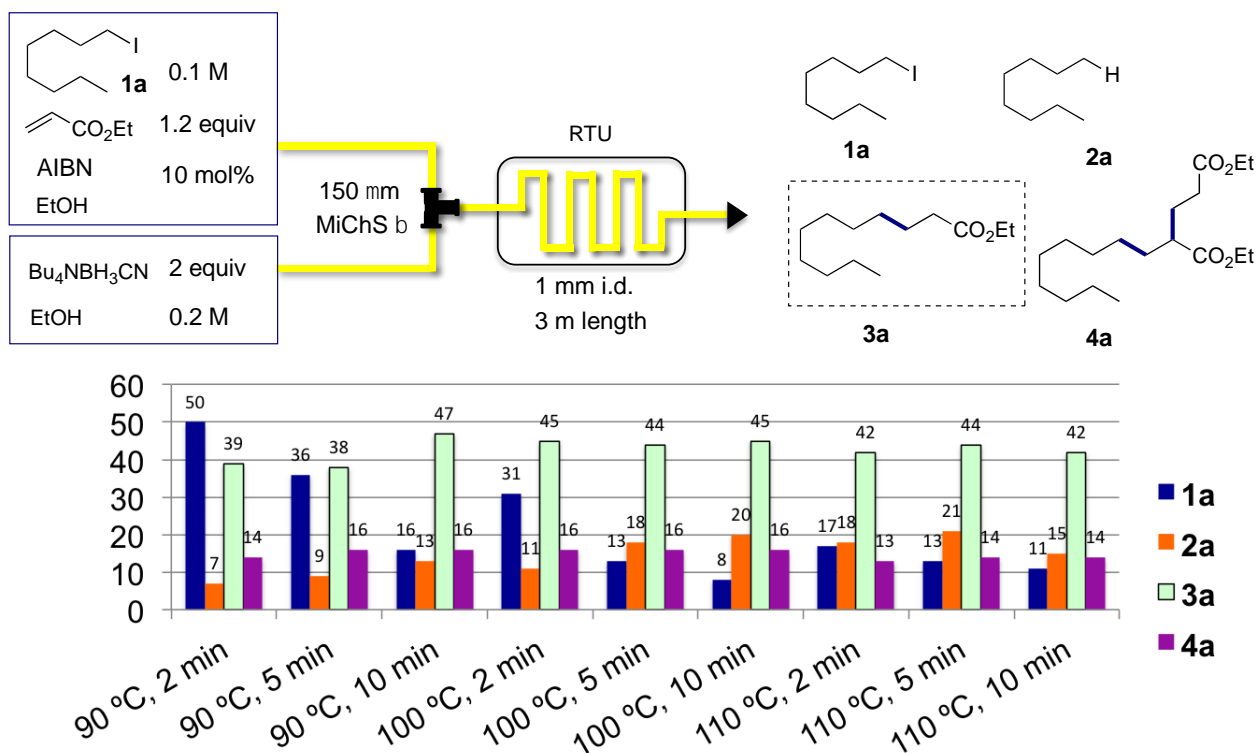 I
1a
0.1 M
CO2Et
1.2 equiv
AIBN
10 mol%
EtOH
Bu4NBH3CN
2 equiv
EtOH
0.2 M
150 mm
MiChS b
RTU
1 mm i.d.
3 m length
I
1a
H
2a
CO2Et
3a
CO2Et
CO2Et
4a
60
50
40
30
20
10
0
50 7 39 14
36 9 38 16
16 13 47 16
31 11 45 16
13 18 44 16
8 20 45 16
17 18 42 13
13 21 44 14
11 15 42 14
90 ºC, 2 min
90 ºC, 5 min
90 ºC, 10 min
100 ºC, 2 min
100 ºC, 5 min
100 ºC, 10 min
110 ºC, 2 min
110 ºC, 5 min
110 ºC, 10 min
1a
2a
3a
4a